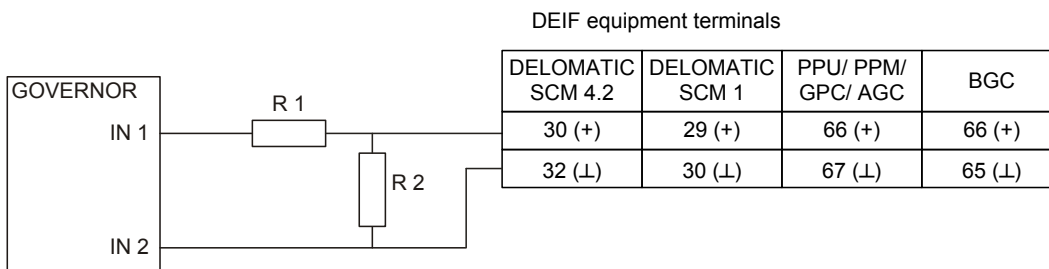 DEIF equipment terminals
DELOMATIC SCM 4.2
DELOMATIC SCM 1
PPU/ PPM/ GPC/ AGC
BGC
GOVERNOR
R 1
IN 1
30 (+)
29 (+)
66 (+)
66 (+)
32 (⊥)
30 (⊥)
67 (⊥)
65 (⊥)
R 2
IN 2